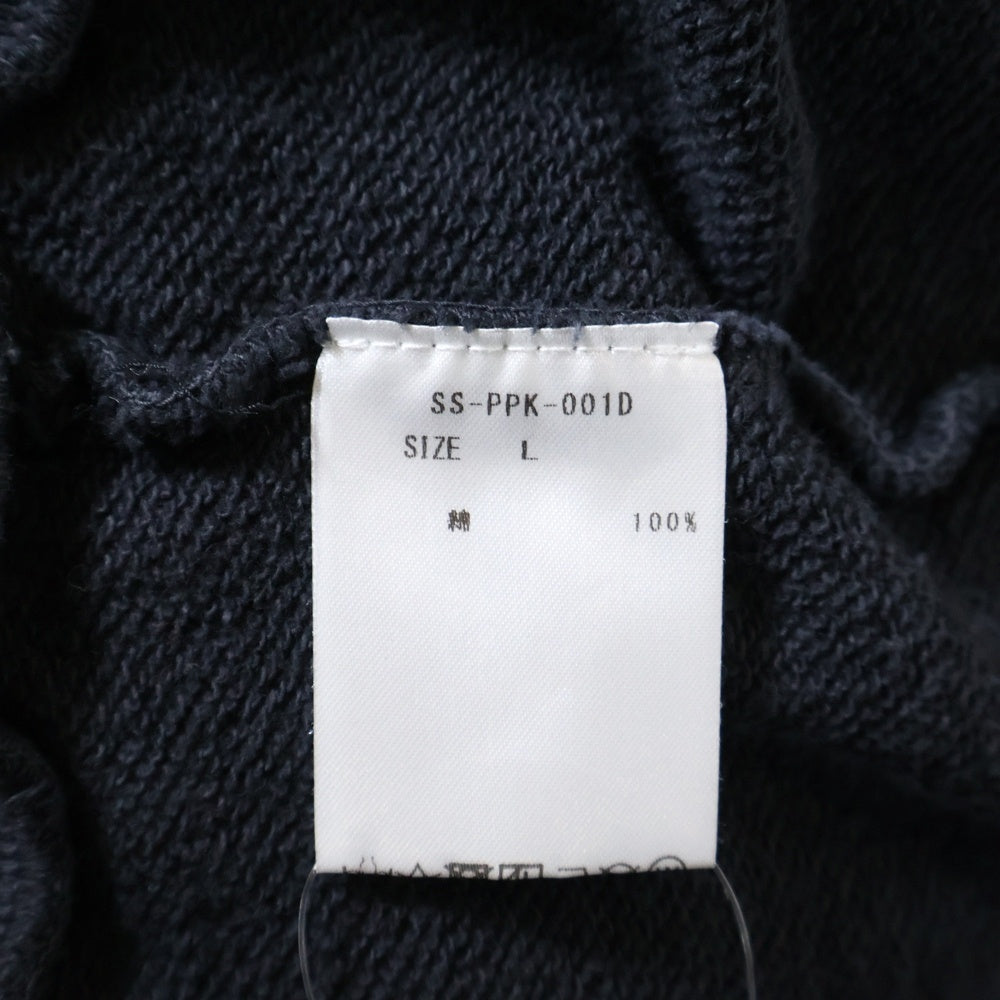 SS-PPK-001D
SIZE L
綿 100%